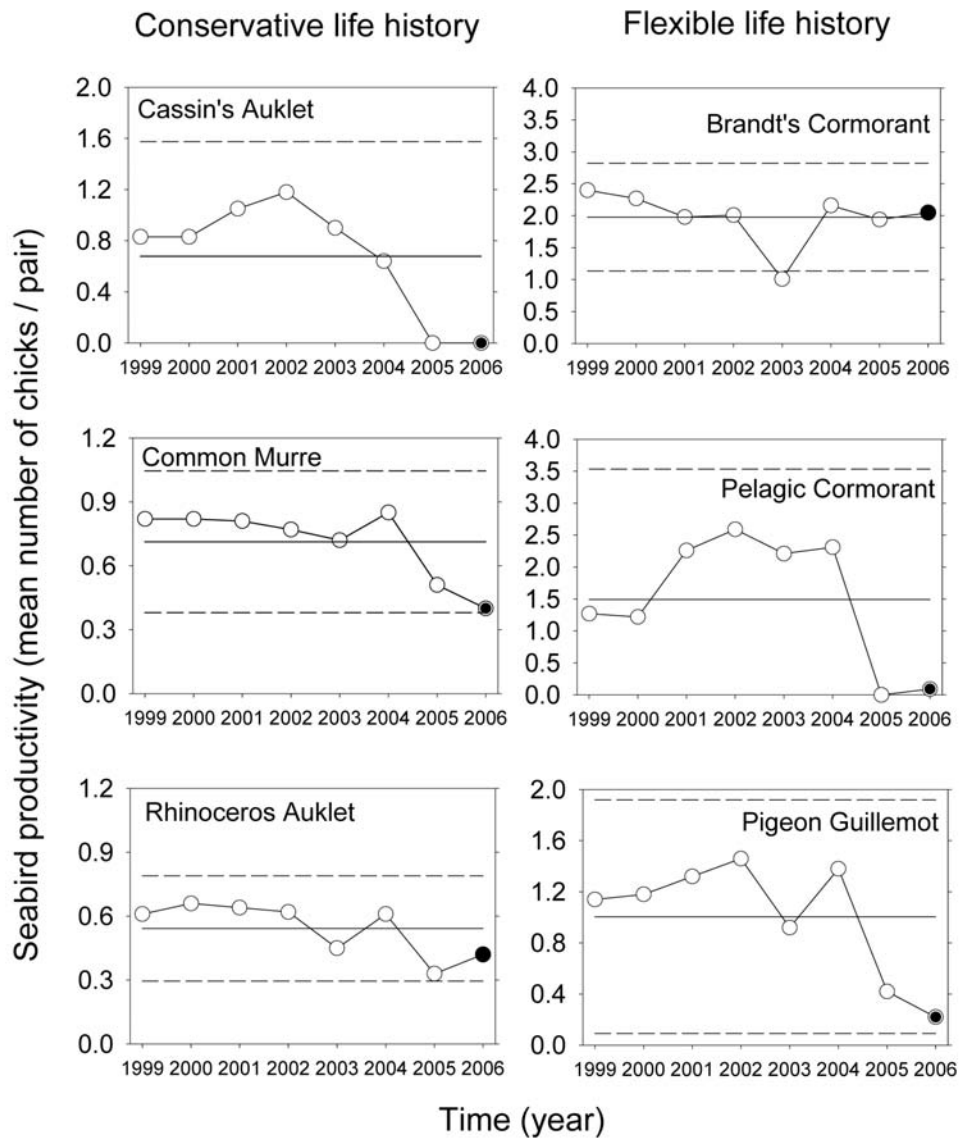 Conservative life history
Flexible life history
Seabird productivity (mean number of chicks / pair)
Cassin's Auklet
2.0
1.6
1.2
0.8
0.4
0.0
1999 2000 2001 2002 2003 2004 2005 2006
Brandt's Cormorant
4.0
3.5
3.0
2.5
2.0
1.5
1.0
0.5
0.0
1999 2000 2001 2002 2003 2004 2005 2006
Common Murre
1.2
0.9
0.6
0.3
0.0
1999 2000 2001 2002 2003 2004 2005 2006
Pelagic Cormorant
4.0
3.5
3.0
2.5
2.0
1.5
1.0
0.5
0.0
1999 2000 2001 2002 2003 2004 2005 2006
Rhinoceros Auklet
1.2
0.9
0.6
0.3
0.0
1999 2000 2001 2002 2003 2004 2005 2006
Pigeon Guillemot
2.0
1.6
1.2
0.8
0.4
0.0
1999 2000 2001 2002 2003 2004 2005 2006
Time (year)